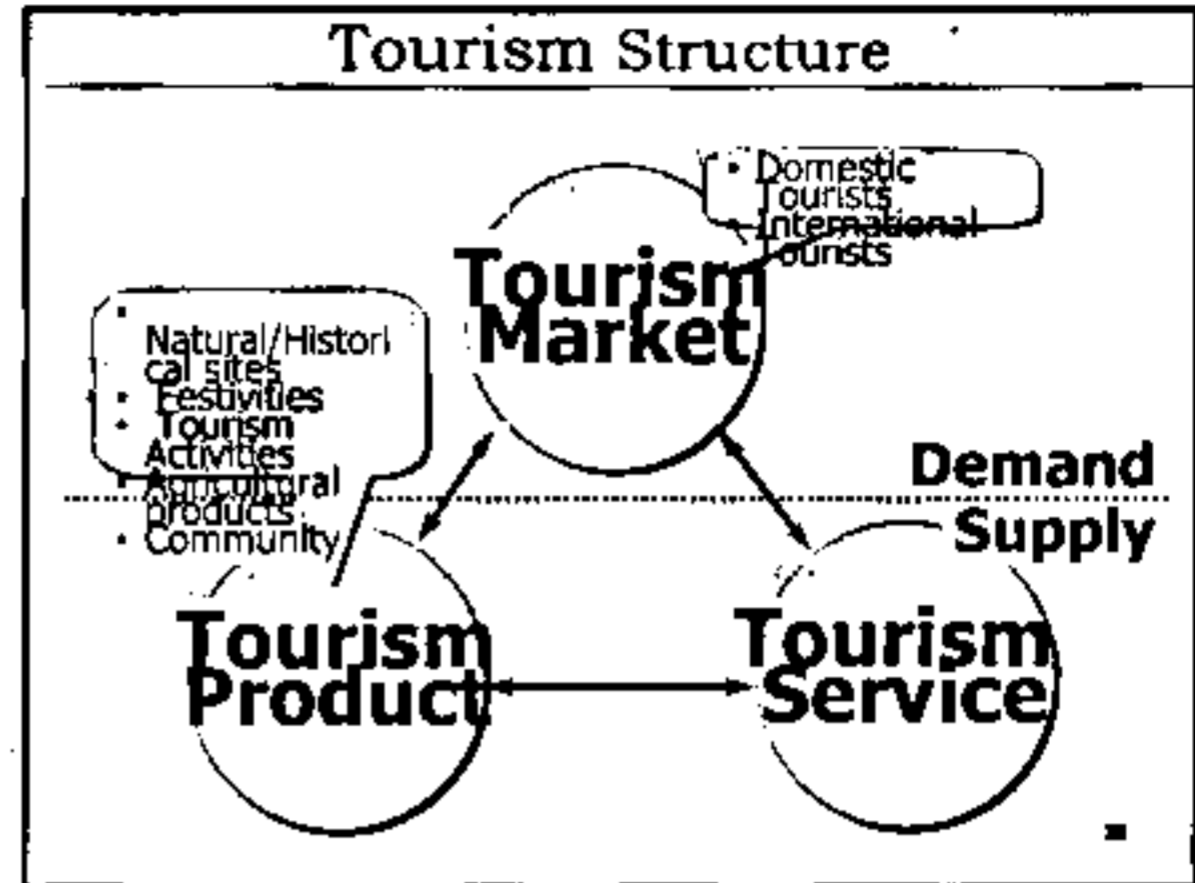 Tourism Structure
• Domestic
Tourists
• International
Tourists
Tourism
Market
•
Natural/Histori
cal sites
• Festivities
• Tourism
Activities
• Agricultural
products
• Community
Demand
Supply
Tourism
Product
Tourism
Service